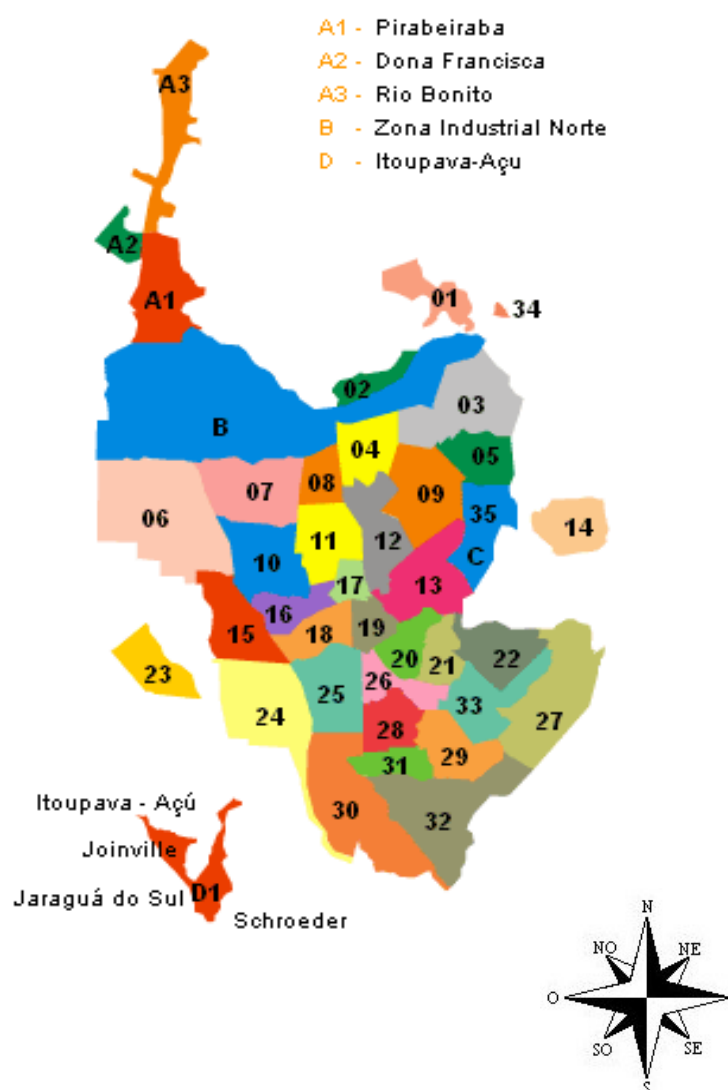 A1 - Pirabeiraba
A2 - Dona Francisca
A3 - Rio Bonito
B - Zona Industrial Norte
D - Itoupava-Açu
A3
A2
A1
01
34
02
03
B
04
05
06
07
08
09
35
14
10
11
12
C
17
13
16
15
18
19
20
21
22
23
24
25
26
33
27
28
29
31
30
32
Itoupava - Açú
Joinville
Jaraguá do Sul
D1
Schroeder
N
NO
NE
O
SO
SE
S